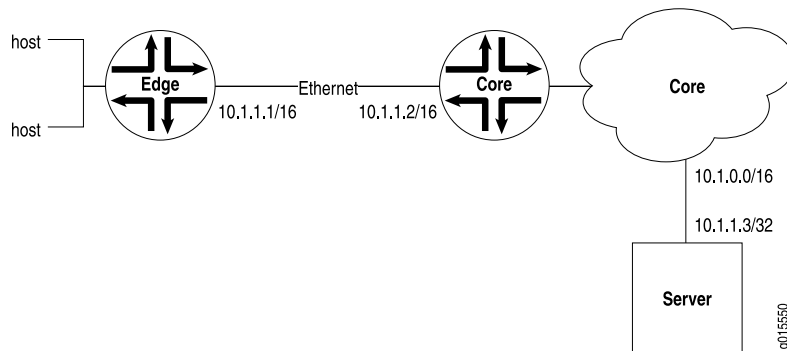 host
host
Edge
10.1.1.1/16
Ethernet
10.1.1.2/16
Core
Core
10.1.0.0/16
10.1.1.3/32
Server
g015550